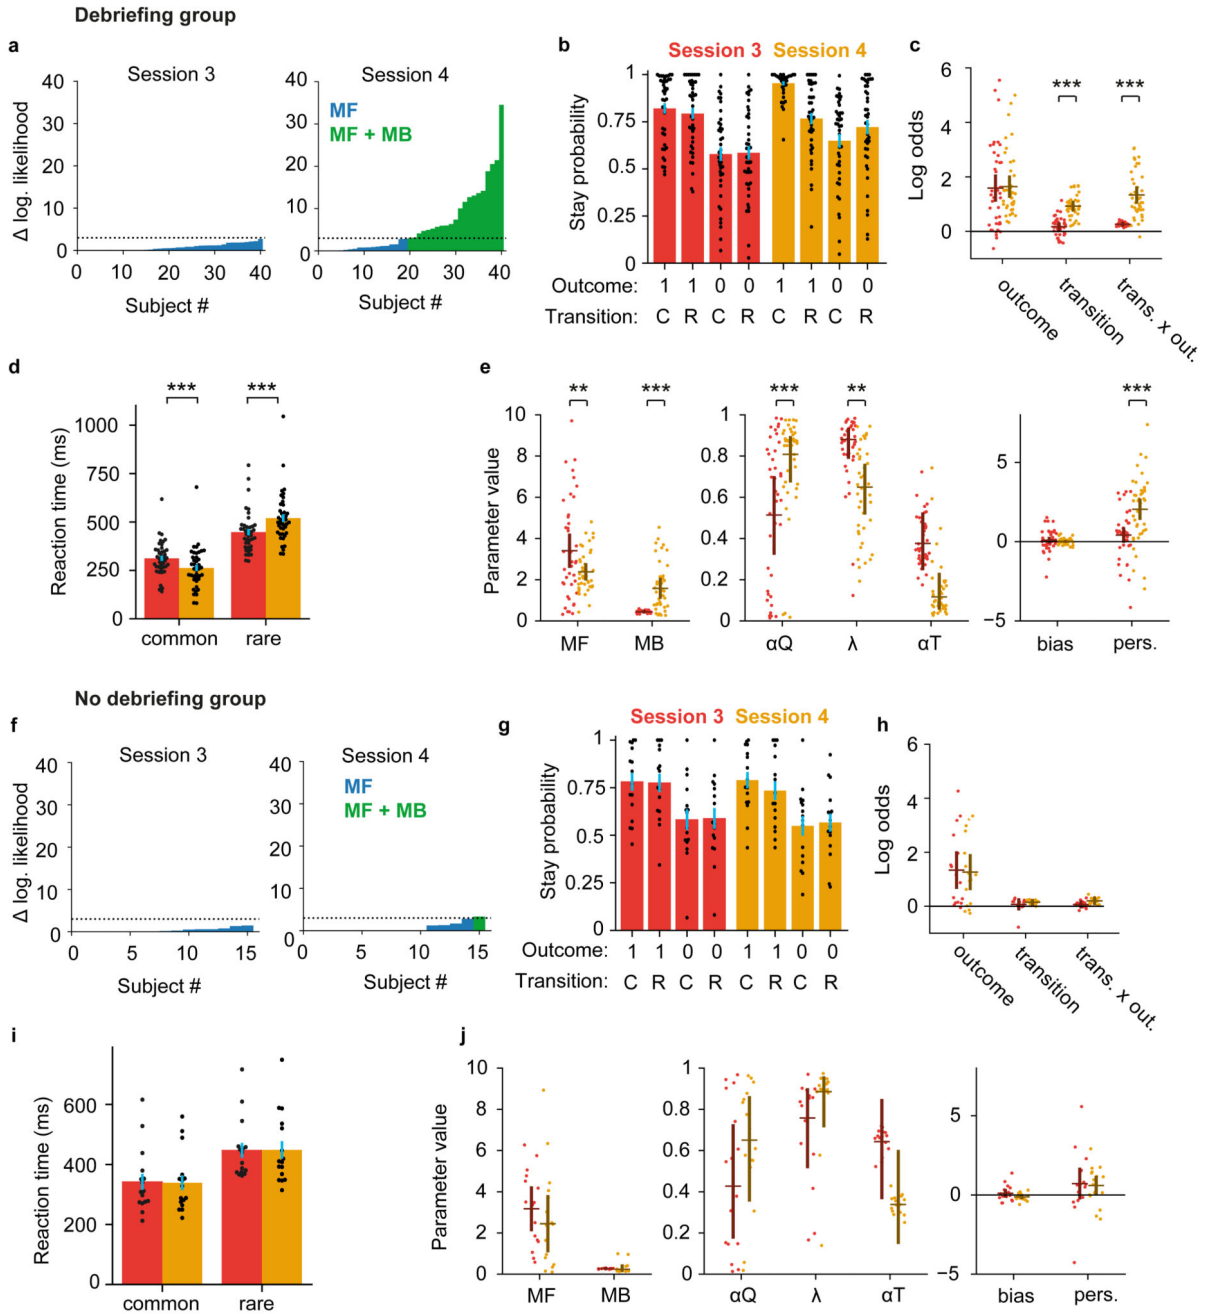 Debriefing group
a
Session 3
Session 4
Δ log. likelihood
40
30
20
10
0
0 10 20 30 40
Subject #
40
30
20
10
0
MF
MF + MB
0 10 20 30 40
Subject #
b
Session 3 Session 4
Stay probability
1
0.75
0.5
0.25
0
Outcome: 1 1 0 0 1 1 0 0
Transition: C R C R C R C R
c
Log odds
6
4
2
0
*** ***
outcome
transition
trans. x out.
d
*** ***
Reaction time (ms)
1000
750
500
250
0
common rare
e
** *** *** ** ***
Parameter value
10
8
6
4
2
0
MF MB
1
0.8
0.6
0.4
0.2
0
αQ λ αT
5
0
−5
bias pers.
No debriefing group
f
Session 3
Session 4
Δ log. likelihood
40
30
20
10
0
0 5 10 15
Subject #
40
30
20
10
0
MF
MF + MB
0 5 10 15
Subject #
g
Session 3 Session 4
Stay probability
1
0.75
0.5
0.25
0
Outcome: 1 1 0 0 1 1 0 0
Transition: C R C R C R C R
h
Log odds
6
4
2
0
outcome
transition
trans. x out.
i
Reaction time (ms)
600
400
200
0
common rare
j
Parameter value
10
8
6
4
2
0
MF MB
1
0.8
0.6
0.4
0.2
0
αQ λ αT
5
0
−5
bias pers.